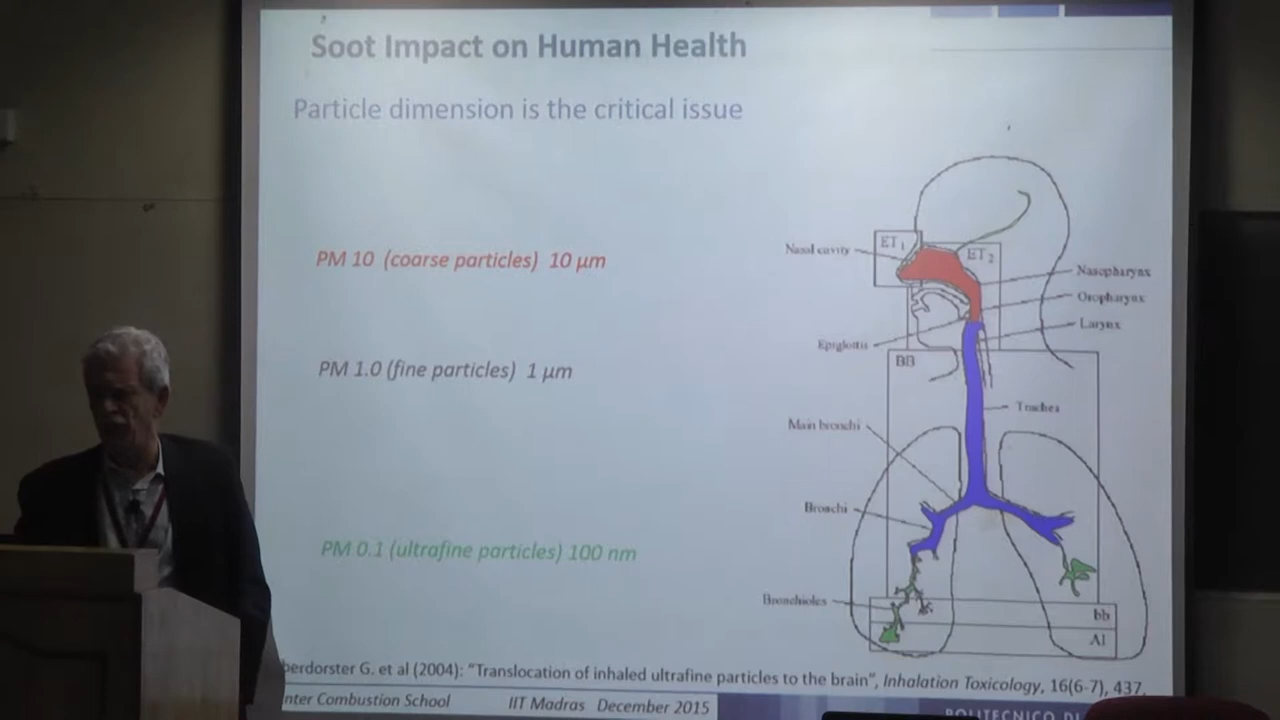 Soot Impact on Human Health
Particle dimension is the critical issue
PM 10 (coarse particles) 10 µm
PM 1.0 (fine particles) 1 µm
PM 0.1 (ultrafine particles) 100 nm
Nasal cavity
ET1
ET2
Nasopharynx
Oropharynx
Larynx
Epiglottis
BB
Trachea
Main bronchi
Bronchi
Bronchioles
bb
Al
berdorster G. et al (2004): "Translocation of inhaled ultrafine particles to the brain", Inhalation Toxicology, 16(6-7), 437,
nter Combustion School IIT Madras December 2015
POLITECNICO DI